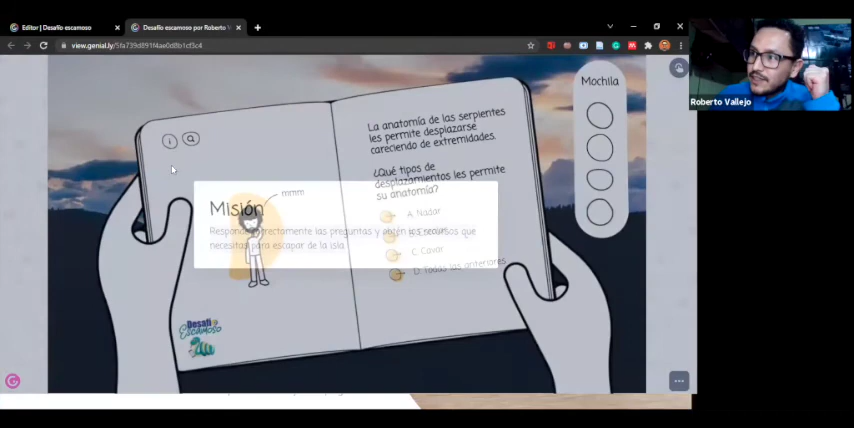 Editor | Desafío escamoso
Desafío escamoso por Roberto V
view.genial.ly/5fa739d891f4ae0d8b1cf3c4
Roberto Vallejo
Mochila
La anatomía de las serpientes
les permite desplazarse
careciendo de extremidades.
¿Qué tipos de
desplazamientos les permite
su anatomía?
A: Nadar
C: Cavar
D: Todas las anteriores
mmm
Misión
Responde correctamente las preguntas y obtén los recursos que
necesitas para escapar de la isla
Desafío
Escamoso